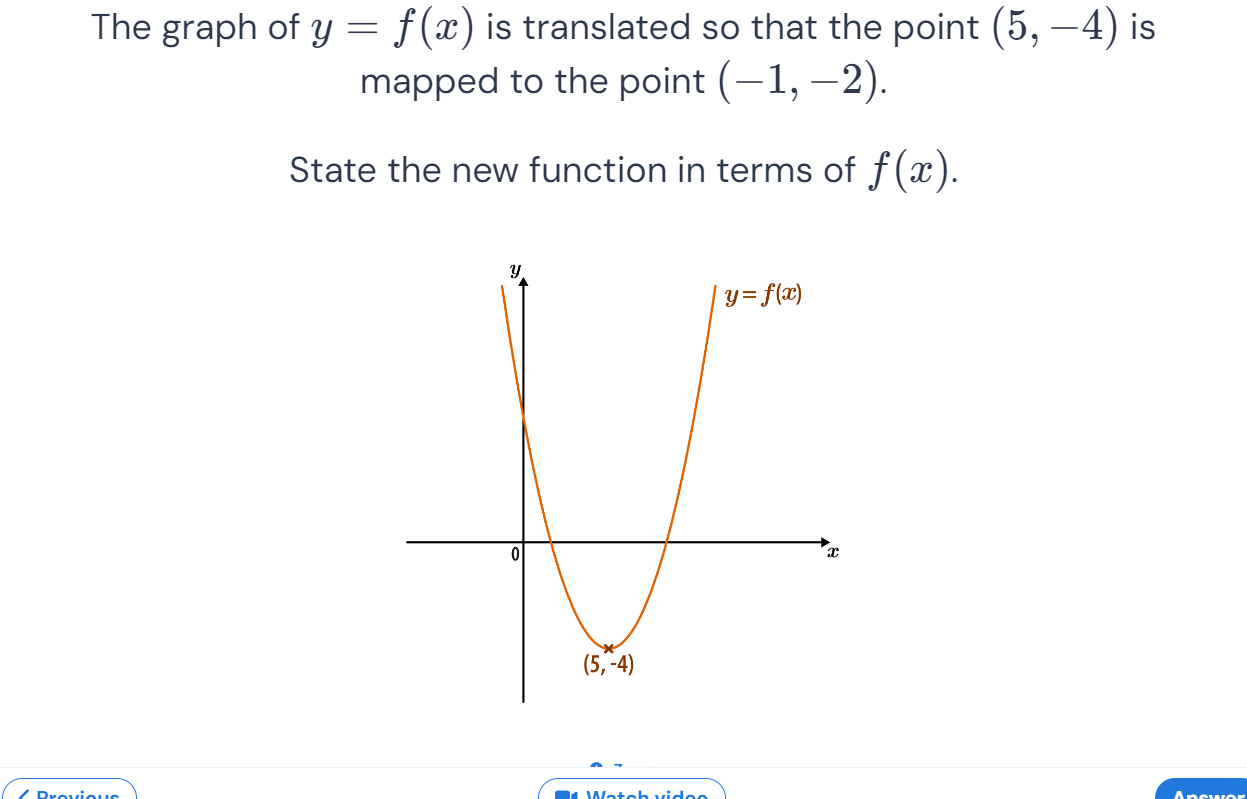 The graph of y = f(x) is translated so that the point (5, −4) is
mapped to the point (−1, −2).
State the new function in terms of f(x).
y
y = f(x)
0
x
(5, -4)
Previous
Watch video
Answer